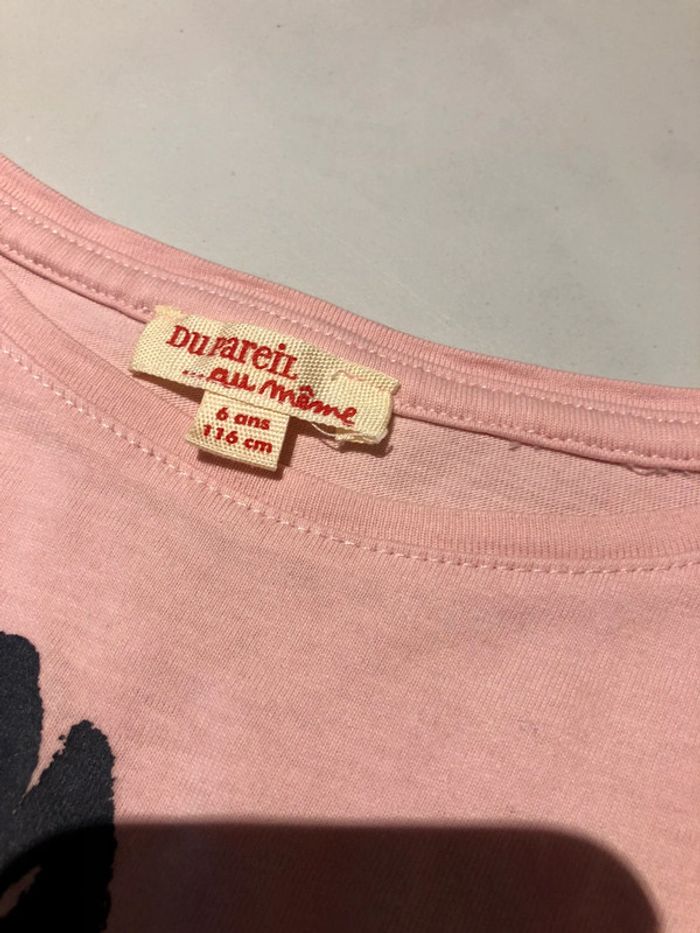 DU PAREIL
...au même
6 ans
116 cm